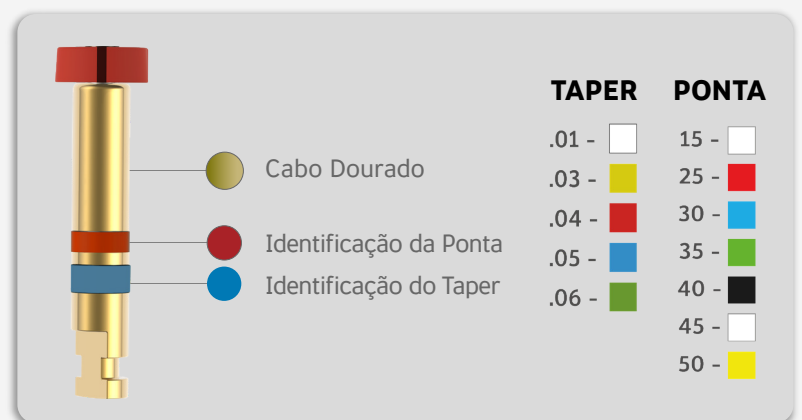 Cabo Dourado
Identificação da Ponta
Identificação do Taper
TAPER
.01 -
.03 -
.04 -
.05 -
.06 -
PONTA
15 -
25 -
30 -
35 -
40 -
45 -
50 -